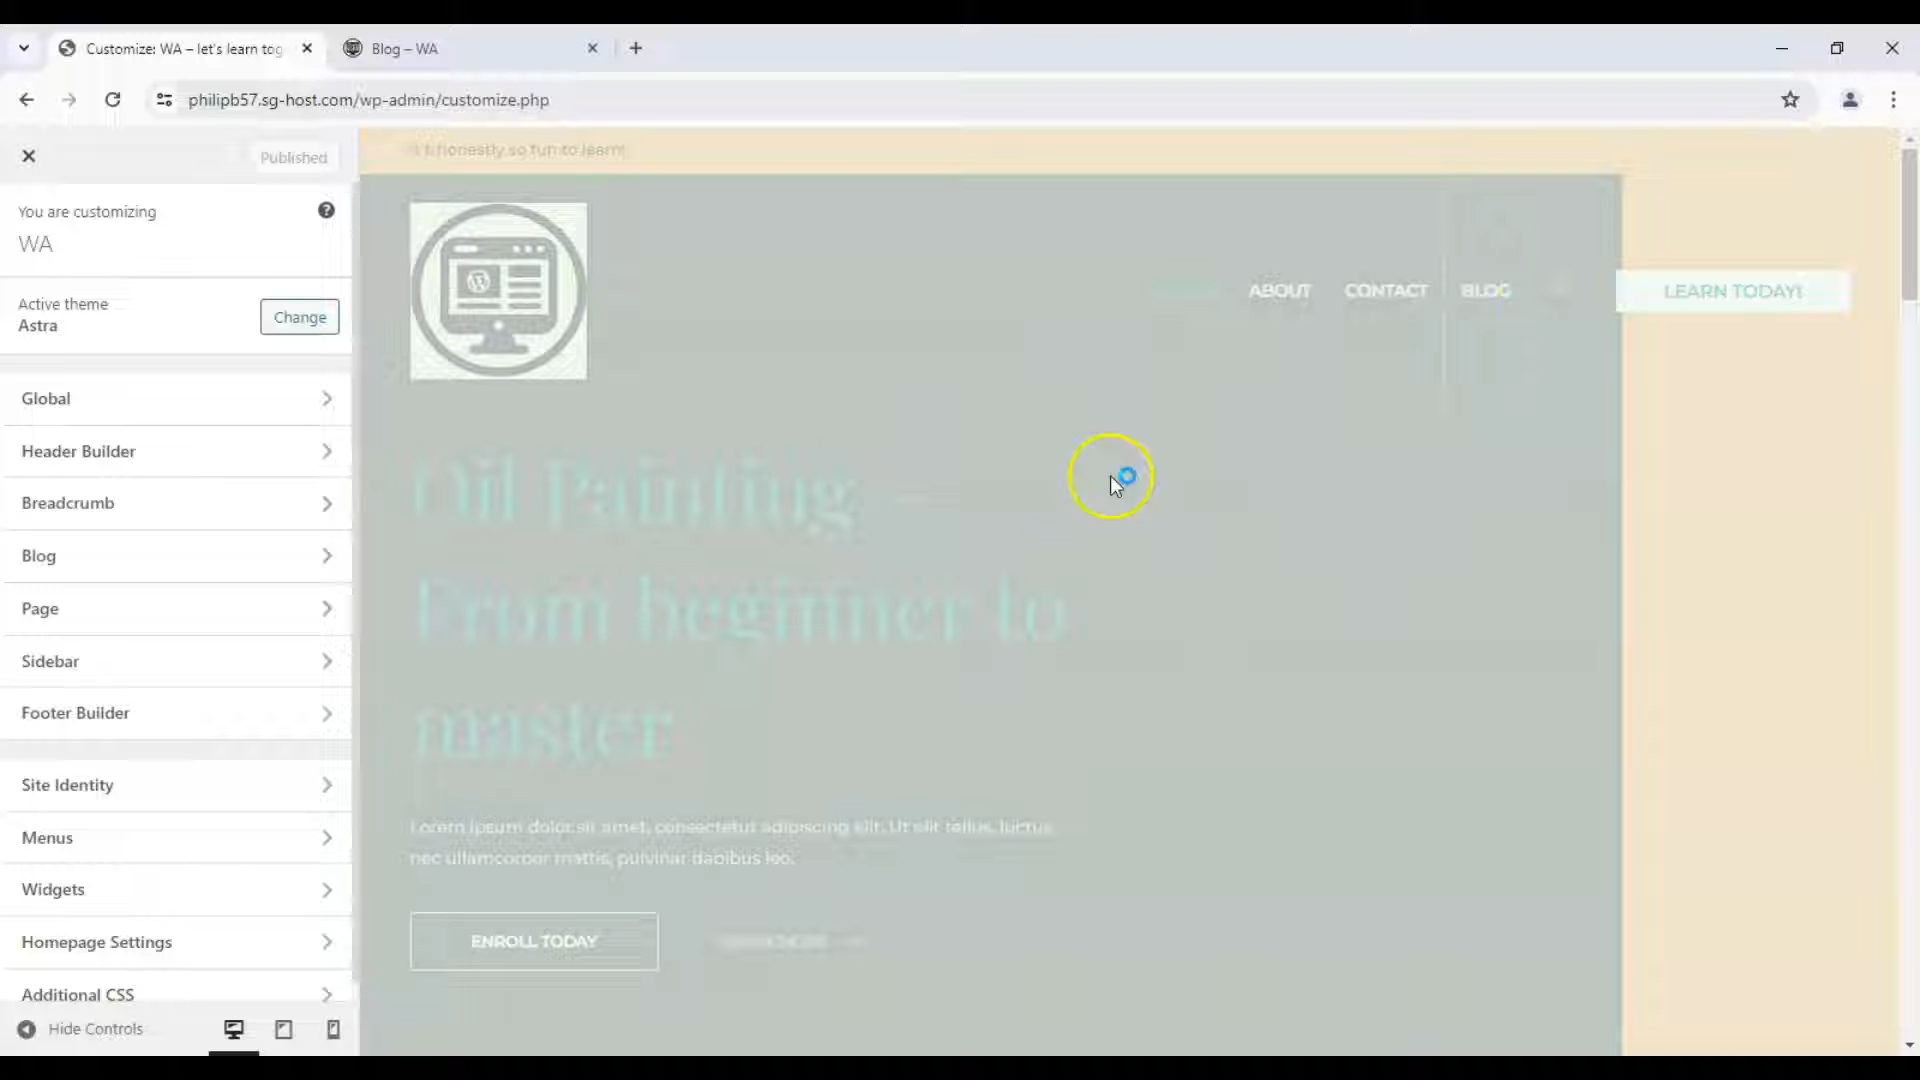 Customize: WA – let's learn tog
Blog – WA
philipb57.sg-host.com/wp-admin/customize.php
Published
You are customizing
WA
Active theme
Astra
Change
Global
Header Builder
Breadcrumb
Blog
Page
Sidebar
Footer Builder
Site Identity
Menus
Widgets
Homepage Settings
Additional CSS
Hide Controls
honestly so fun to learn!
ABOUT
CONTACT
BLOG
LEARN TODAY!
Oil Painting –
From beginner to
master
Lorem ipsum dolor sit amet, consectetur adipiscing elit. Ut elit tellus, luctus
nec ullamcorper mattis, pulvinar dapibus leo.
ENROLL TODAY